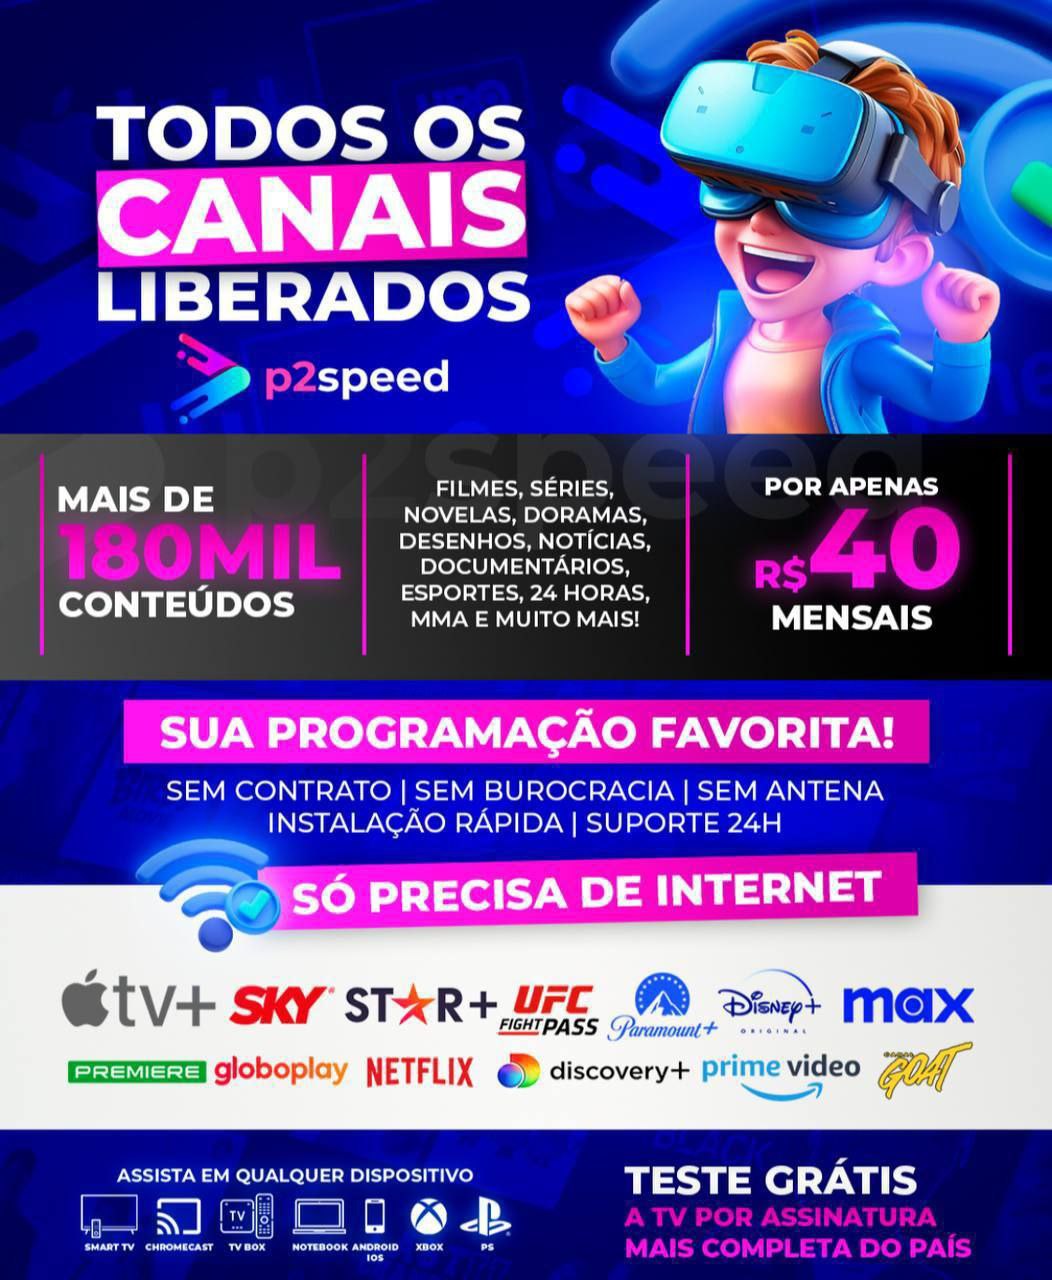 TODOS OS
CANAIS
LIBERADOS
p2speed
MAIS DE
180MIL
CONTEÚDOS
FILMES, SÉRIES,
NOVELAS, DORAMAS,
DESENHOS, NOTÍCIAS,
DOCUMENTÁRIOS,
ESPORTES, 24 HORAS,
MMA E MUITO MAIS!
POR APENAS
R$40
MENSAIS
SUA PROGRAMAÇÃO FAVORITA!
SEM CONTRATO | SEM BUROCRACIA | SEM ANTENA
INSTALAÇÃO RÁPIDA | SUPORTE 24H
SÓ PRECISA DE INTERNET
tv+ SKY STAR+ UFC FIGHT PASS Paramount+ Disney+ ORIGINAL max
PREMIERE globoplay NETFLIX discovery+ prime video CANAL GOAT
ASSISTA EM QUALQUER DISPOSITIVO
TV
SMART TV CHROMECAST TV BOX NOTEBOOK ANDROID IOS XBOX PS
TESTE GRÁTIS
A TV POR ASSINATURA
MAIS COMPLETA DO PAÍS